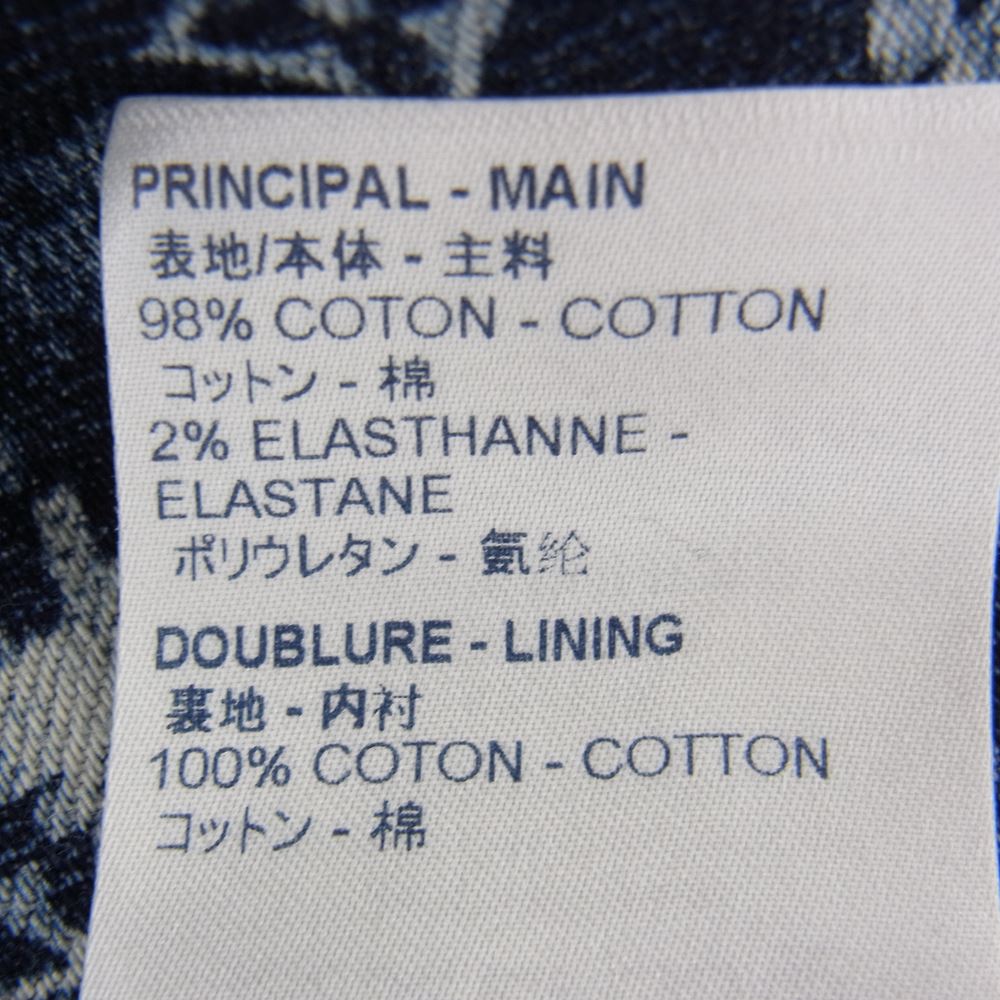 PRINCIPAL - MAIN
表地/本体 - 主料
98% COTON - COTTON
コットン - 棉
2% ELASTHANNE -
ELASTANE
ポリウレタン - 氨纶
DOUBLURE - LINING
裏地 - 内衬
100% COTON - COTTON
コットン - 棉